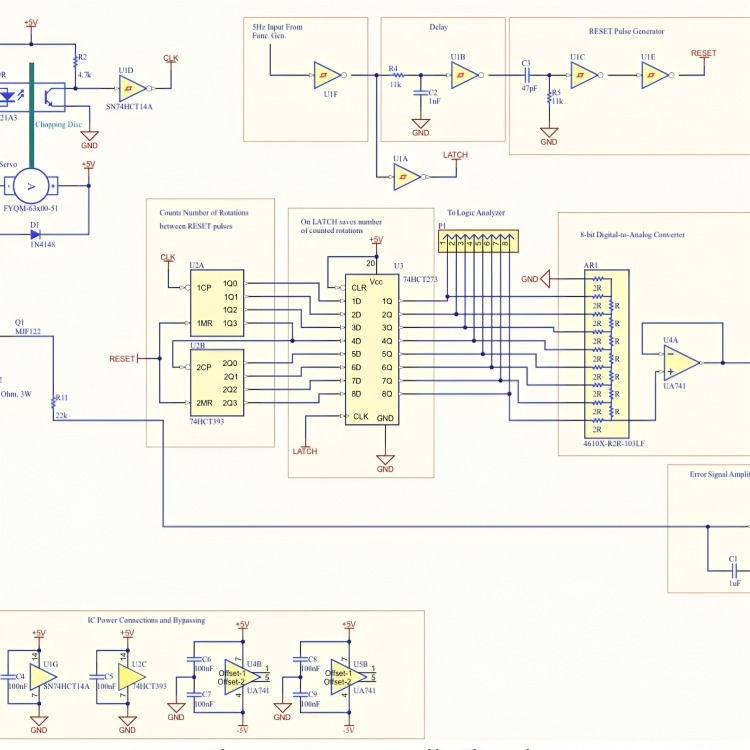 +5V
R2
4.7k
U1D
CLK
SN74HCT14A
21A3
Chopping Disc
GND
Servo
+5V
A
FYQM-63x00-51
D1
1N4148
5Hz Input From
Func. Gen.
U1F
Delay
R4
11k
C2
1nF
GND
U1B
U1A
LATCH
RESET Pulse Generator
C3
47pF
R5
11k
GND
U1C
U1E
RESET
Counts Number of Rotations
between RESET pulses
CLK
U2A
1CP
1Q0
1Q1
1Q2
1Q3
1MR
RESET
U2B
2CP
2Q0
2Q1
2Q2
2Q3
2MR
74HCT393
On LATCH saves number
of counted rotations
+5V
20
U3
74HCT273
Vcc
CLR
1D
1Q
2D
2Q
3D
3Q
4D
4Q
5D
5Q
6D
6Q
7D
7Q
8D
8Q
CLK
GND
LATCH
GND
To Logic Analyzer
P1
1 2 3 4 5 6 7 8
8-bit Digital-to-Analog Converter
AR1
GND
2R
2R
R
2R
R
2R
R
2R
R
2R
R
2R
R
2R
R
2R
4610X-R2R-103LF
U4A
UA741
Q1
MJF122
Ohm, 3W
R11
22k
Error Signal Amplif
C1
1uF
IC Power Connections and Bypassing
+5V
14
U1G
C4
100nF
SN74HCT14A
7
GND
+5V
14
U2C
C5
100nF
74HCT393
7
GND
+5V
C6
100nF
7
U4B
Offset-1
Offset-2
1
5
C7
100nF
UA741
4
GND
-5V
+5V
C8
100nF
7
U5B
Offset-1
Offset-2
1
5
C9
100nF
UA741
4
GND
-5V